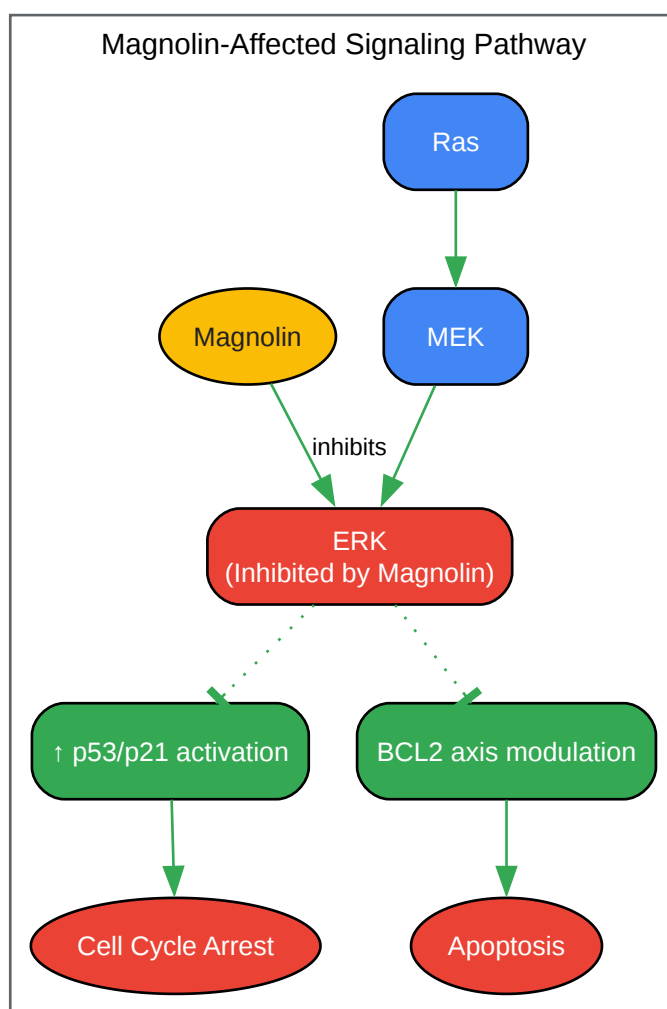 Magnolin-Affected Signaling Pathway
Ras
Magnolin
MEK
inhibits
ERK
(Inhibited by Magnolin)
↑ p53/p21 activation
BCL2 axis modulation
Cell Cycle Arrest
Apoptosis